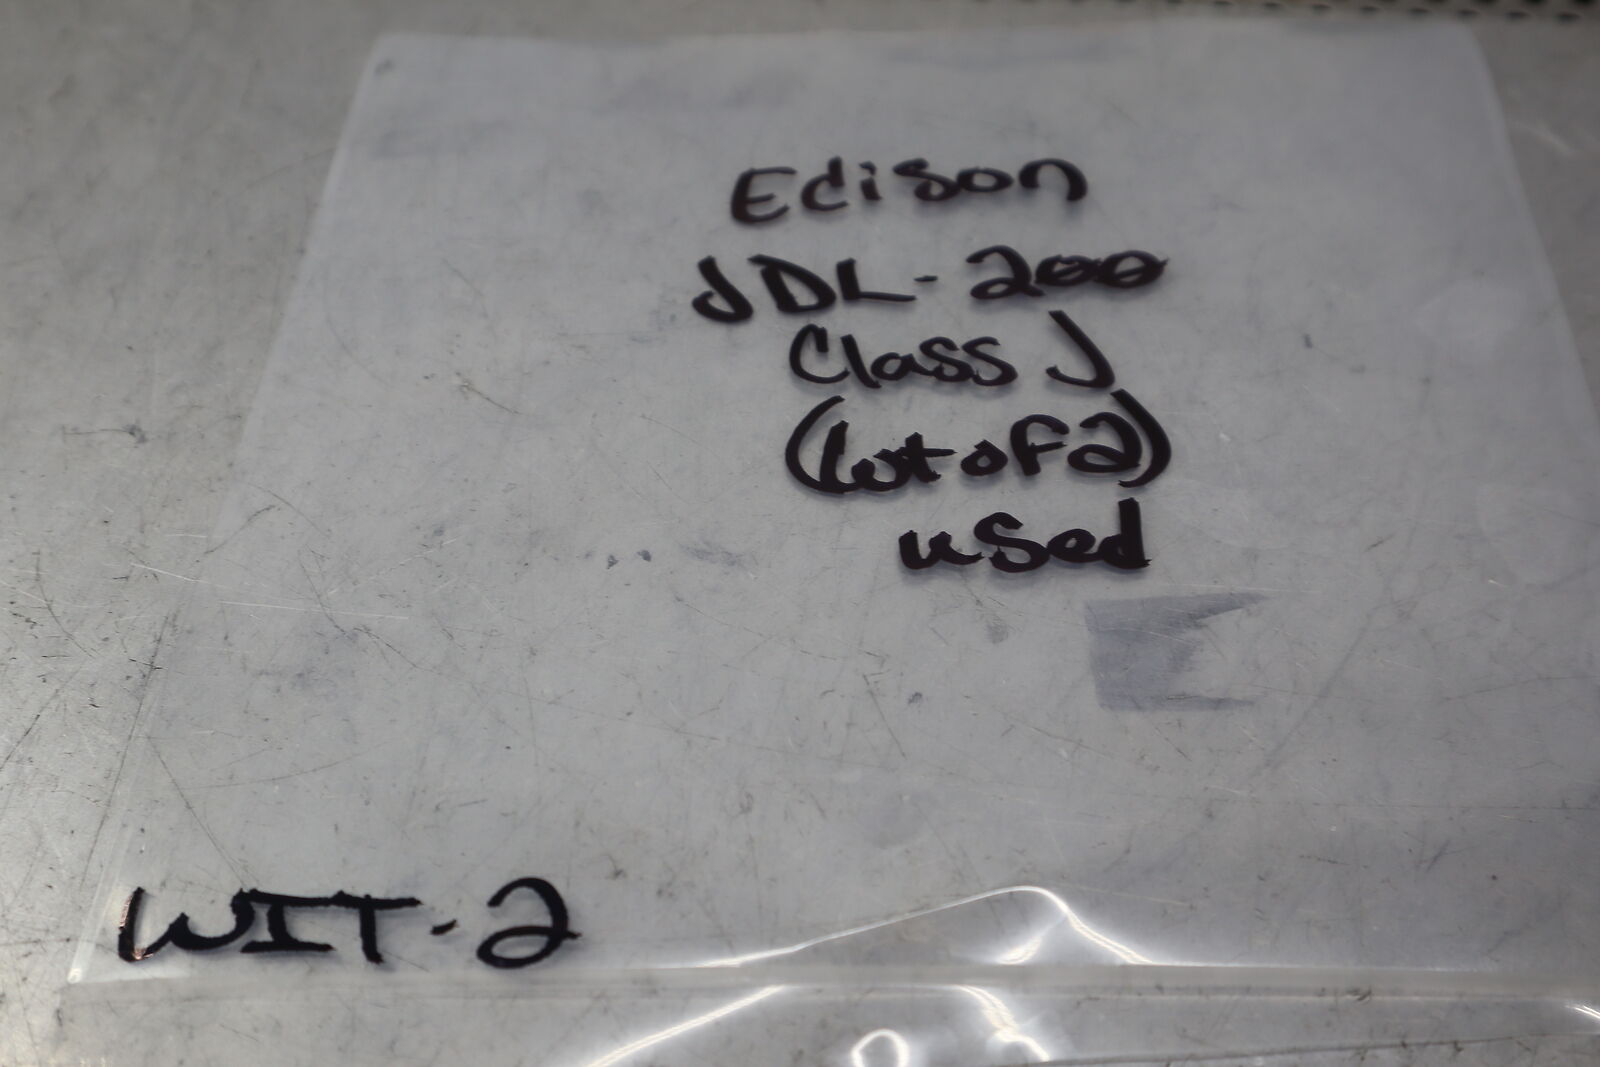 Edison
JDL-200
Class J
(Lot of 2)
used
WIT-2